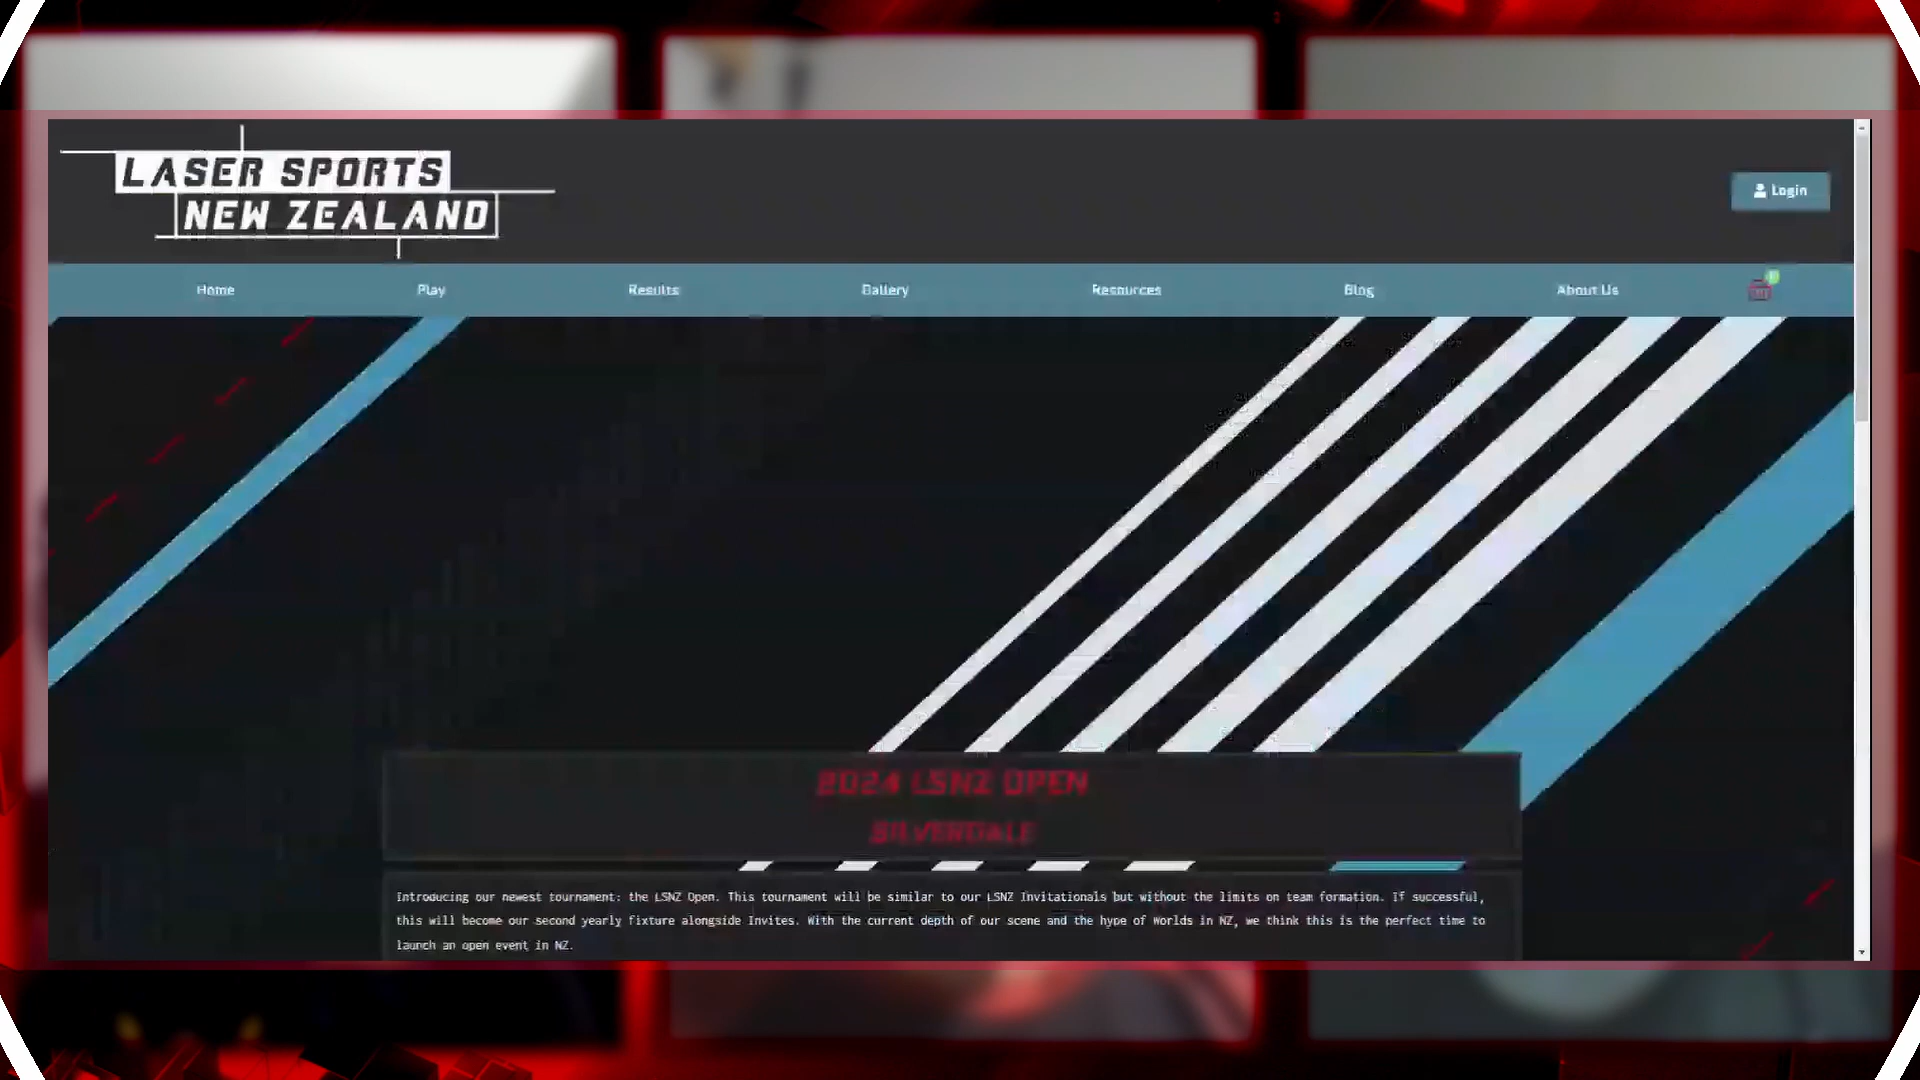 LASER SPORTS
NEW ZEALAND
Login
Home Play Results Gallery Resources Blog About Us
2024 LSNZ OPEN
SILVERDALE
Introducing our newest tournament: the LSNZ Open. This tournament will be similar to our LSNZ Invitationals but without the limits on team formation. If successful,
this will become our second yearly fixture alongside Invites. With the current depth of our scene and the hype of Worlds in NZ, we think this is the perfect time to
launch an open event in NZ.